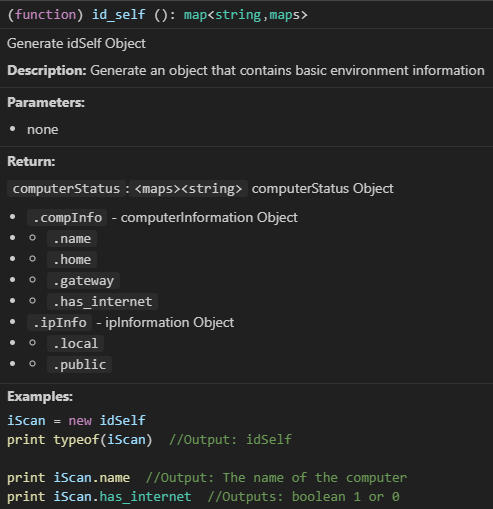 (function) id_self (): map<string,maps>
Generate idSelf Object
Description: Generate an object that contains basic environment information
Parameters:
• none
Return:
computerStatus : <maps><string> computerStatus Object
• .compInfo - computerInformation Object
• ○ .name
• ○ .home
• ○ .gateway
• ○ .has_internet
• .ipInfo - ipInformation Object
• ○ .local
• ○ .public
Examples:
iScan = new idSelf
print typeof(iScan) //Output: idSelf
print iScan.name //Output: The name of the computer
print iScan.has_internet //Outputs: boolean 1 or 0